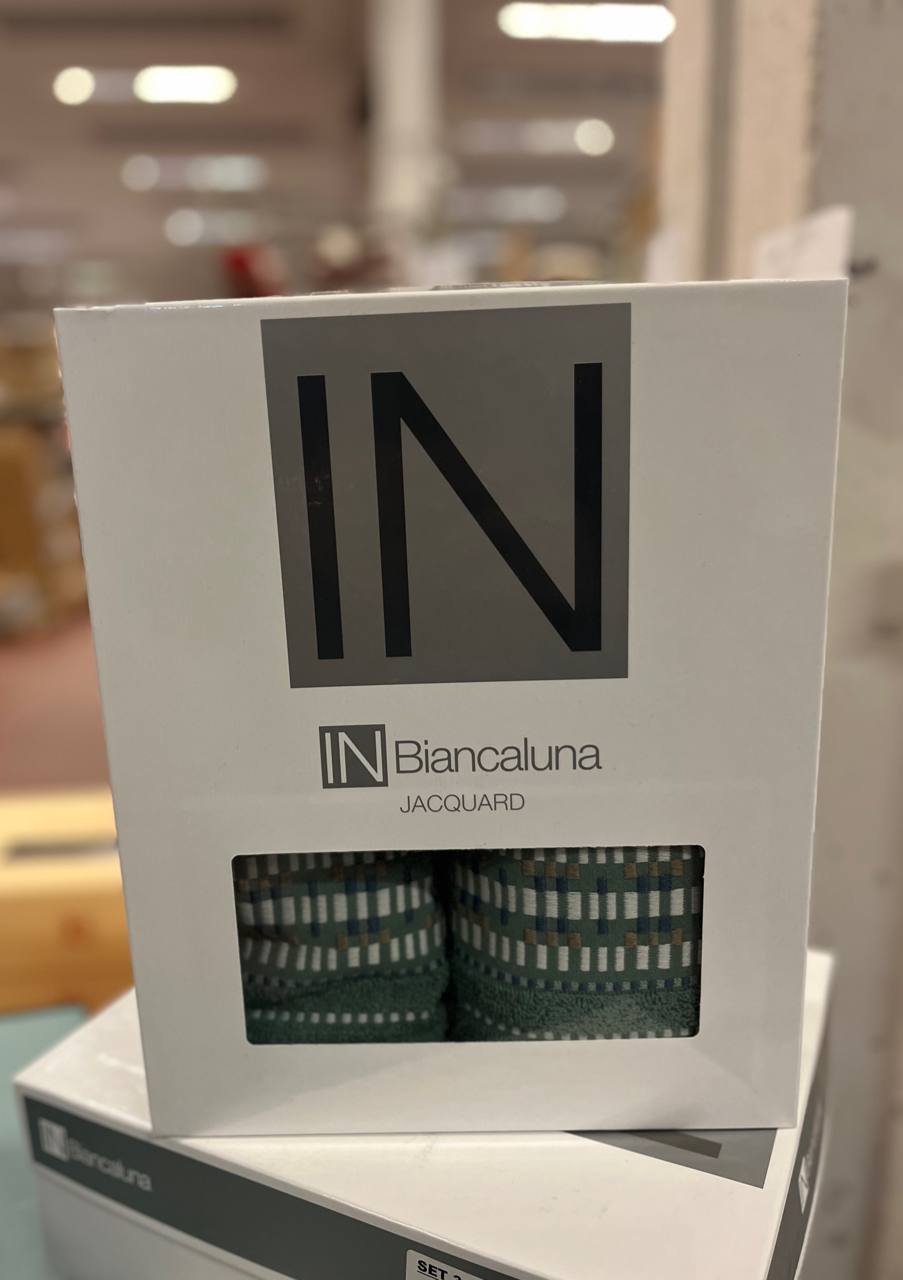 IN
IN Biancaluna
JACQUARD
IN Biancaluna
SET